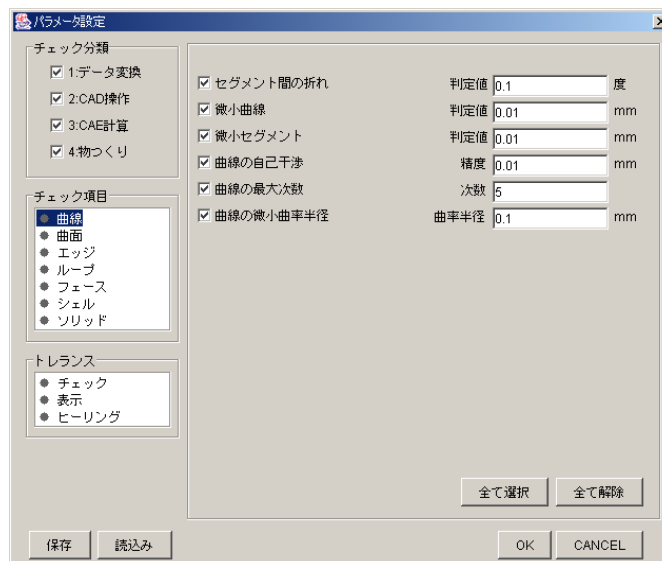 パラメータ設定
チェック分類
1:データ変換
2:CAD操作
3:CAE計算
4:物つくり
チェック項目
曲線
曲面
エッジ
ループ
フェース
シェル
ソリッド
トレランス
チェック
表示
ヒーリング
セグメント間の折れ 判定値 0.1 度
微小曲線 判定値 0.01 mm
微小セグメント 判定値 0.01 mm
曲線の自己干渉 精度 0.01 mm
曲線の最大次数 次数 5
曲線の微小曲率半径 曲率半径 0.1 mm
全て選択 全て解除
保存 読込み OK CANCEL